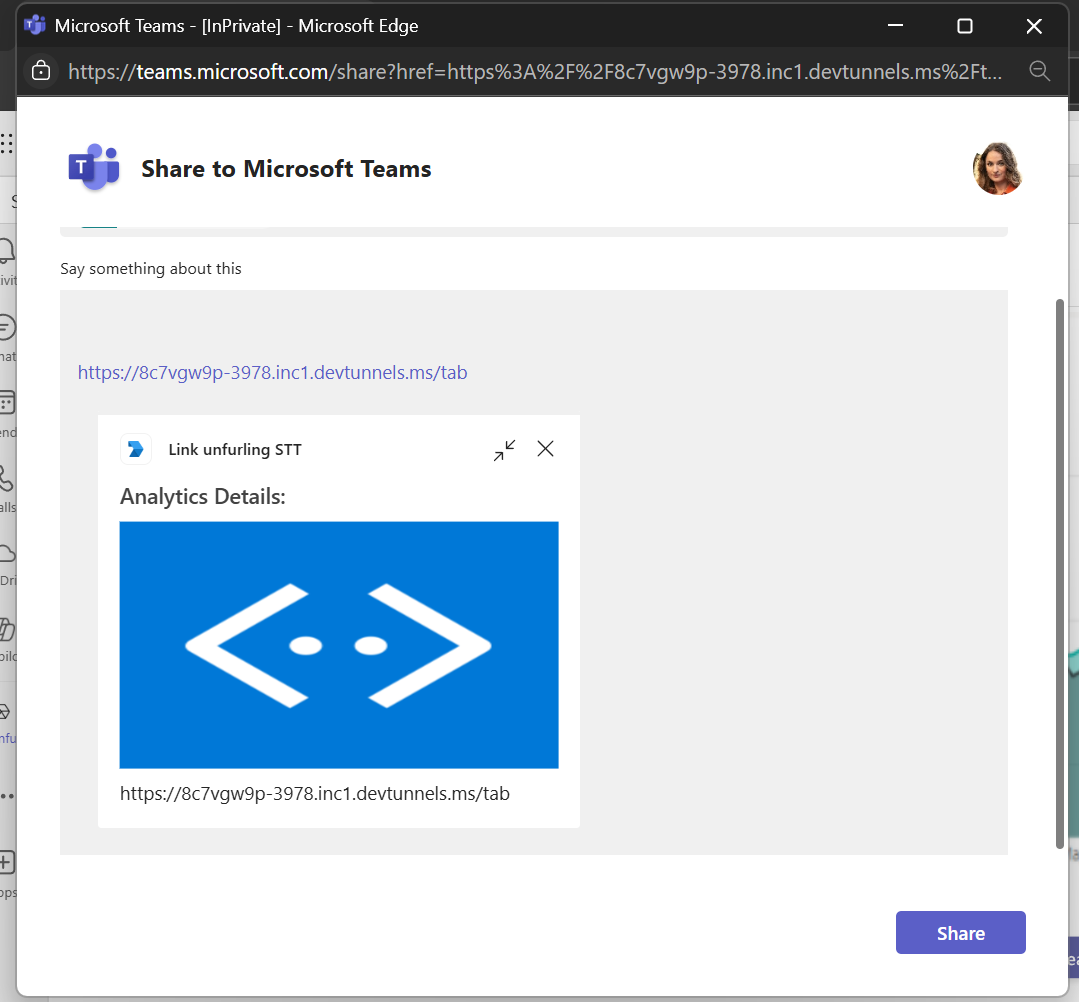 Microsoft Teams - [InPrivate] - Microsoft Edge
https://teams.microsoft.com/share?href=https%3A%2F%2F8c7vgw9p-3978.inc1.devtunnels.ms%2Ft...
T
Share to Microsoft Teams
Say something about this
https://8c7vgw9p-3978.inc1.devtunnels.ms/tab
Link unfurling STT
Analytics Details:
https://8c7vgw9p-3978.inc1.devtunnels.ms/tab
Share